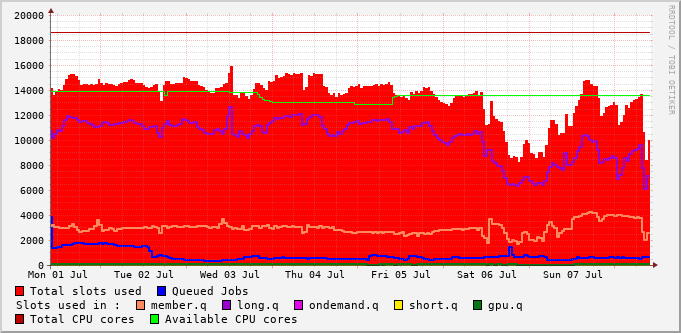 20000
18000
16000
14000
12000
10000
8000
6000
4000
2000
0
Mon 01 Jul Tue 02 Jul Wed 03 Jul Thu 04 Jul Fri 05 Jul Sat 06 Jul Sun 07 Jul
Total slots used Queued Jobs
Slots used in : member.q long.q ondemand.q short.q gpu.q
Total CPU cores Available CPU cores
RRDTOOL / TOBI OETIKER